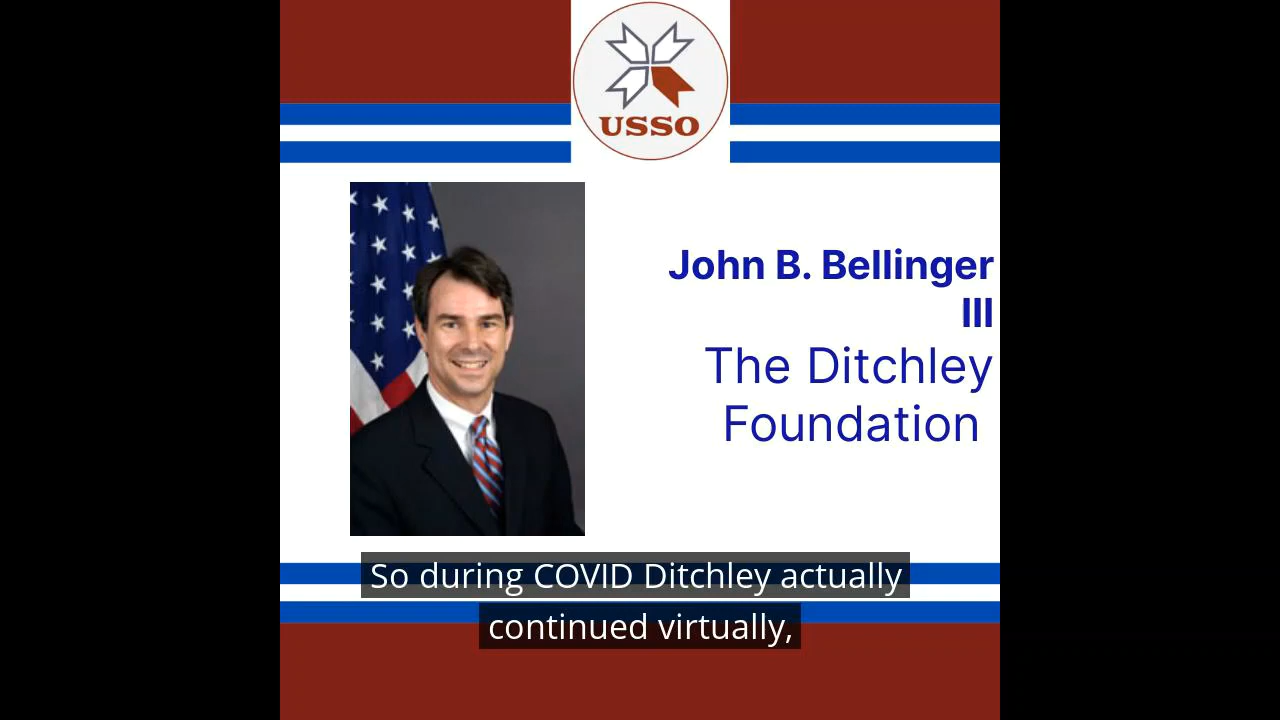 USSO
John B. Bellinger
III
The Ditchley
Foundation
So during COVID Ditchley actually
continued virtually,